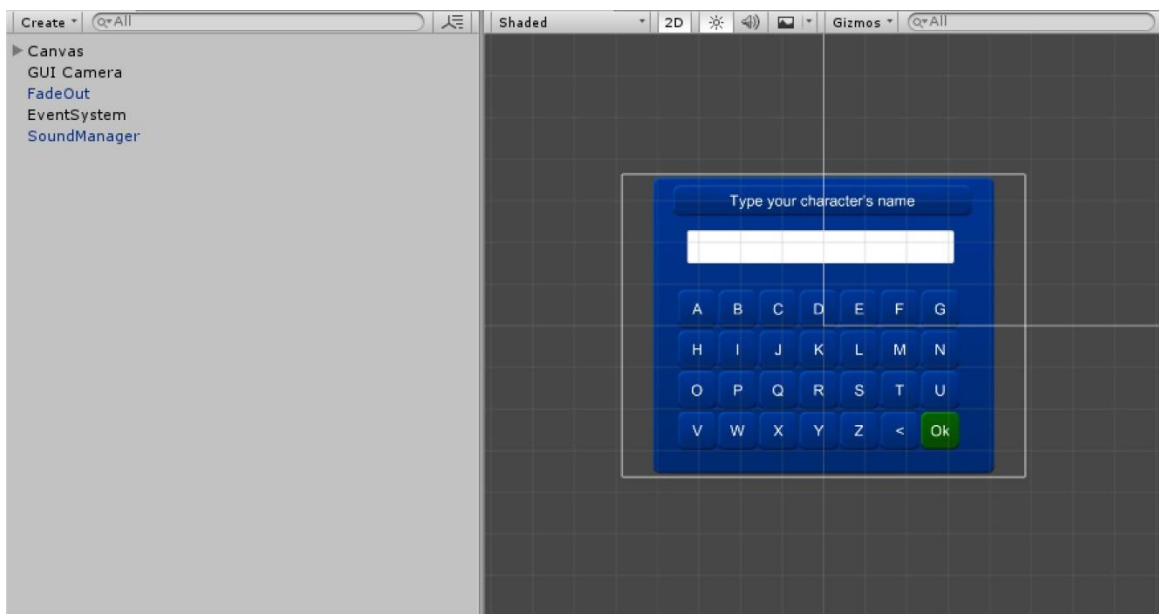 Create All Shaded 2D Gizmos All
Canvas
GUI Camera
FadeOut
EventSystem
SoundManager
Type your character's name
A B C D E F G
H I J K L M N
O P Q R S T U
V W X Y Z < Ok